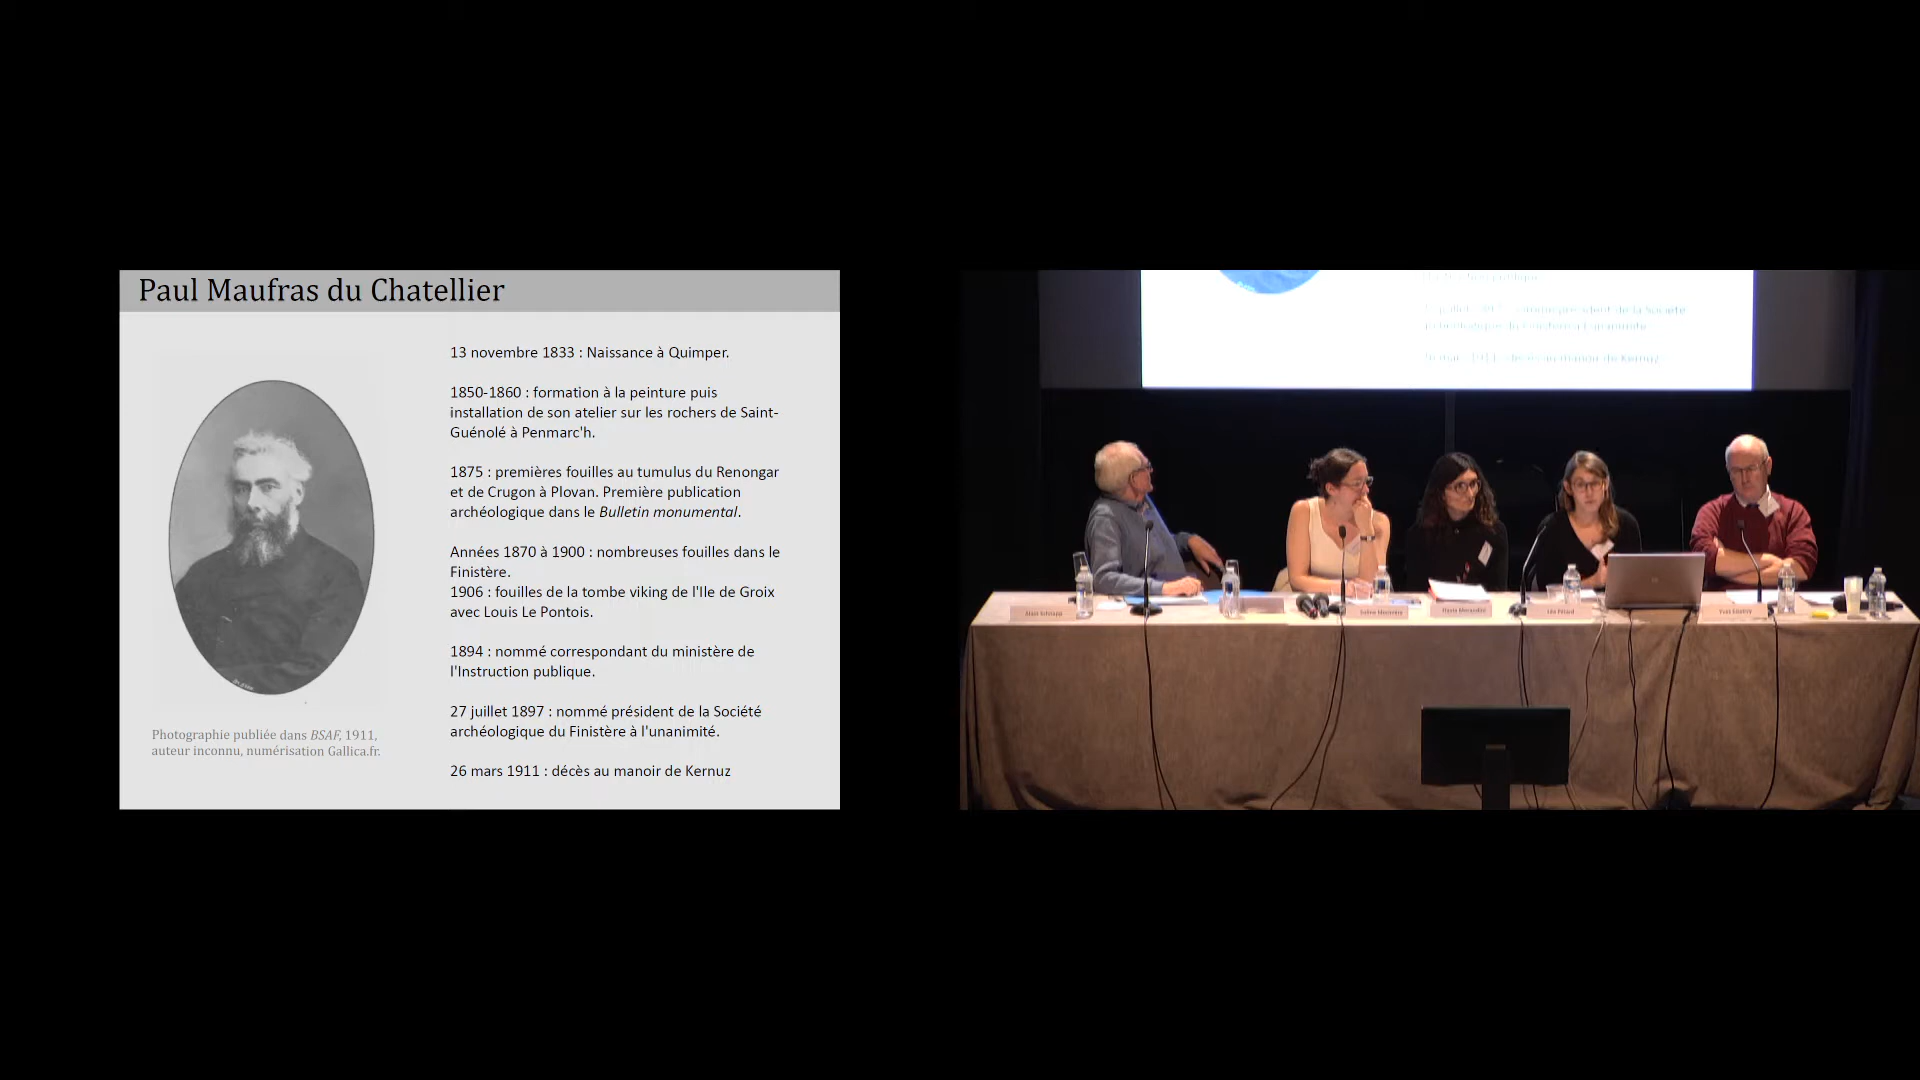 Paul Maufras du Chatellier
13 novembre 1833 : Naissance à Quimper.
1850-1860 : formation à la peinture puis
installation de son atelier sur les rochers de Saint-
Guénolé à Penmarc'h.
1875 : premières fouilles au tumulus du Renongar
et de Crugon à Plovan. Première publication
archéologique dans le Bulletin monumental.
Années 1870 à 1900 : nombreuses fouilles dans le
Finistère.
1906 : fouilles de la tombe viking de l'Ile de Groix
avec Louis Le Pontois.
1894 : nommé correspondant du ministère de
l'Instruction publique.
27 juillet 1897 : nommé président de la Société
archéologique du Finistère à l'unanimité.
26 mars 1911 : décès au manoir de Kernuz
Photographie publiée dans BSAF, 1911,
auteur inconnu, numérisation Gallica.fr.
Alain Schnapp